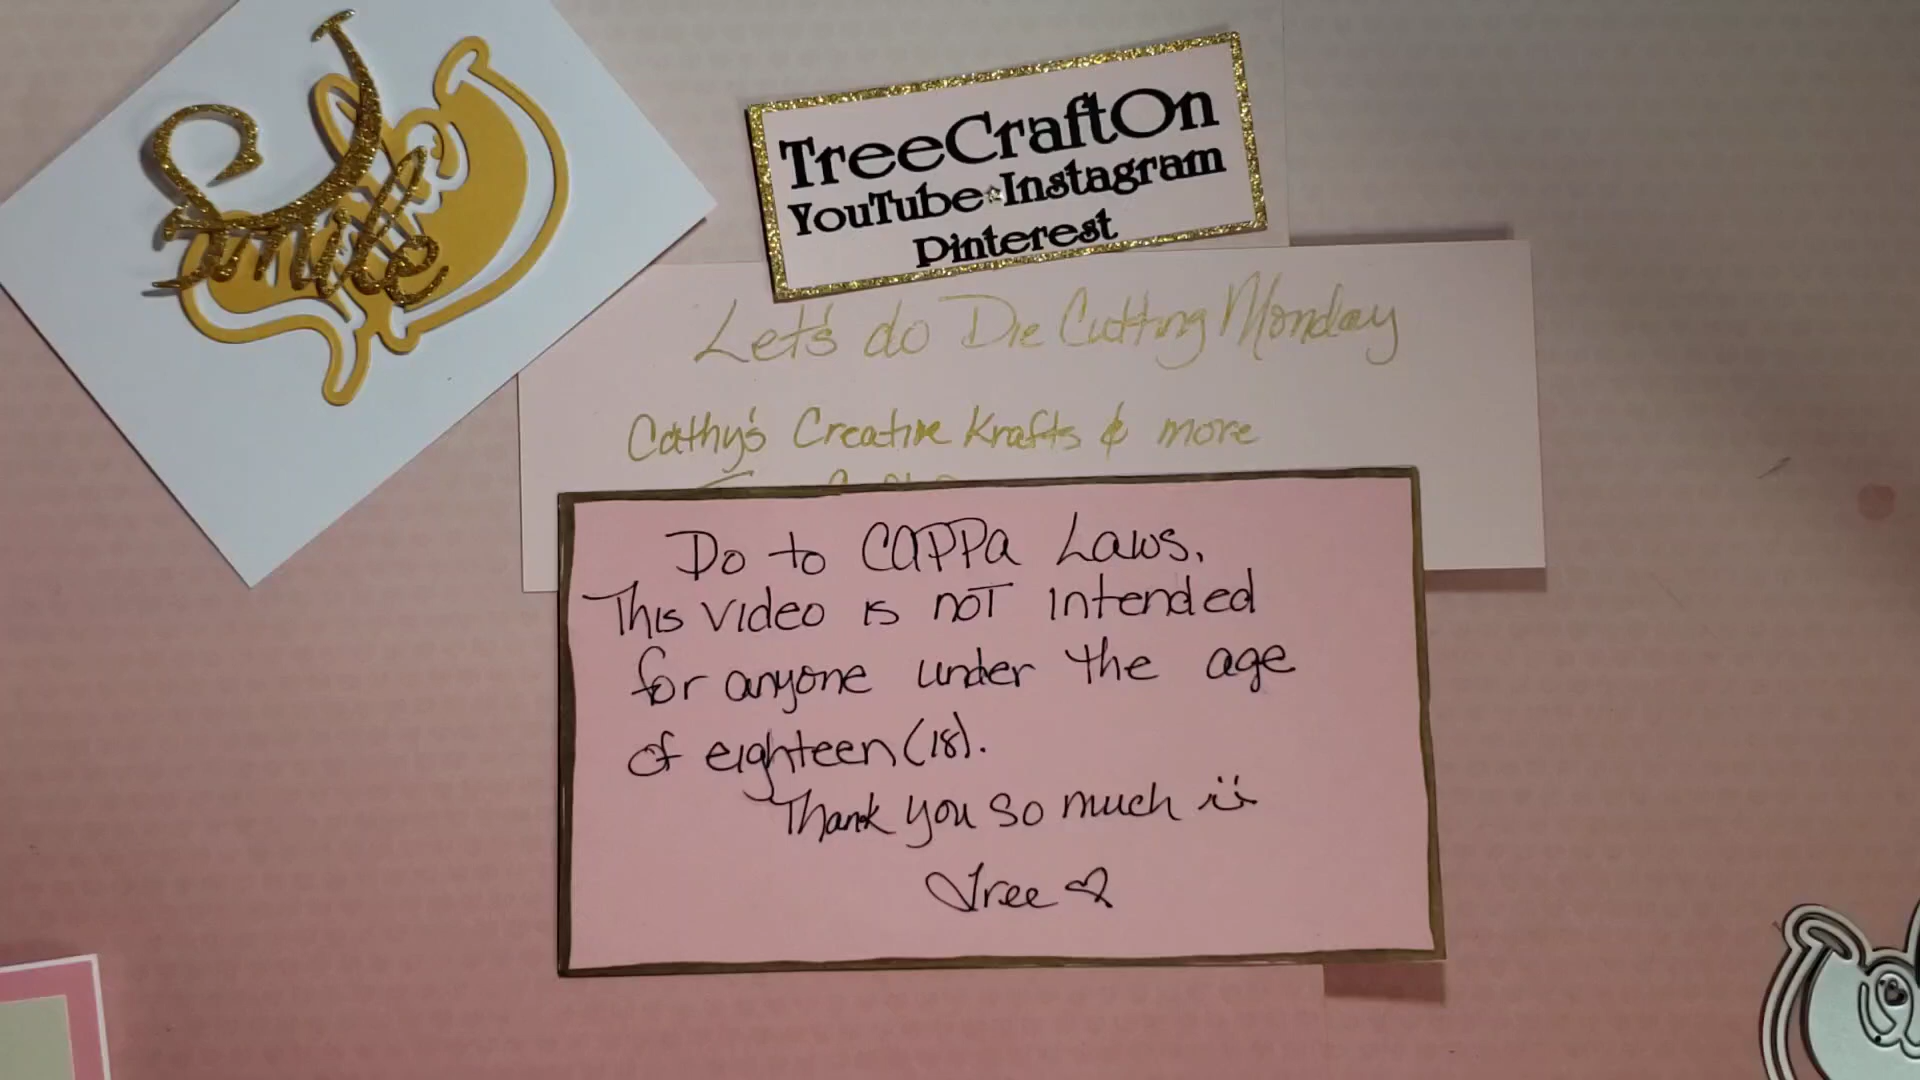 Smile
TreeCraftOn
YouTube Instagram
Pinterest
Let's do Die Cutting Monday
Cathy's Creative Krafts & more
Do to CAPPA Laws,
This video is NOT intended
for anyone under the age
of eighteen (18).
Thank you so much
Tree